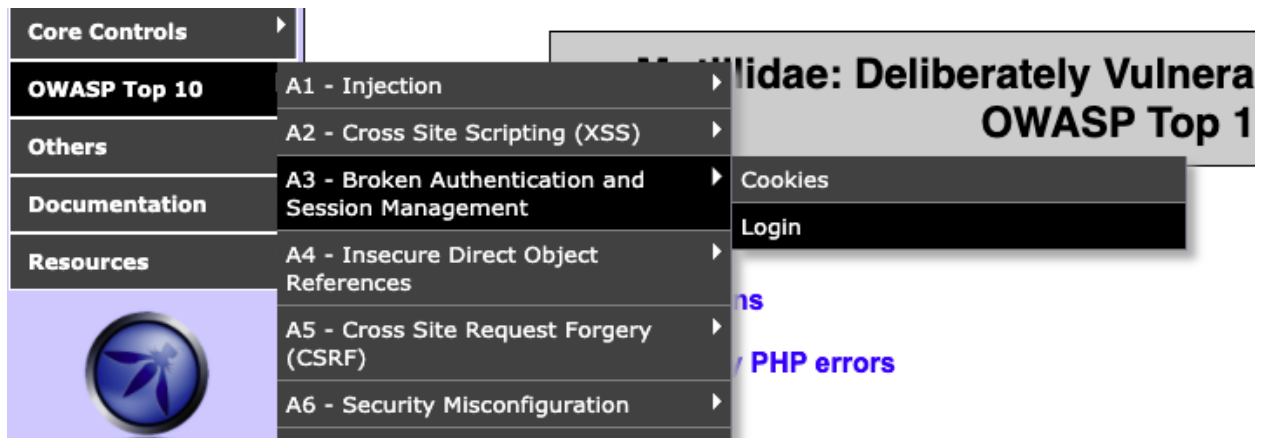 Core Controls
OWASP Top 10
Others
Documentation
Resources
A1 - Injection
A2 - Cross Site Scripting (XSS)
A3 - Broken Authentication and
Session Management
A4 - Insecure Direct Object
References
A5 - Cross Site Request Forgery
(CSRF)
A6 - Security Misconfiguration
Cookies
Login
llidae: Deliberately Vulnera
OWASP Top 1
ns
PHP errors